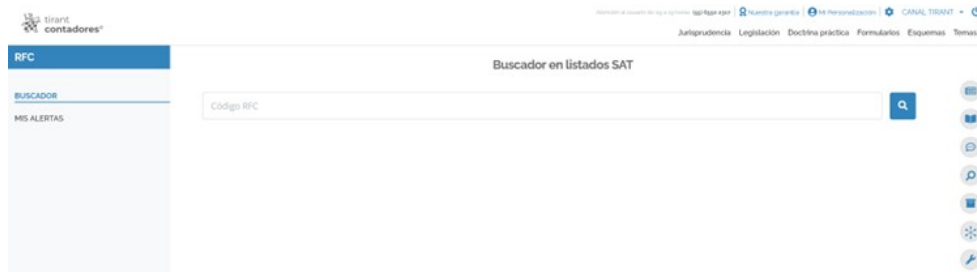 tirant
contadores®
Nuestra garantía
Mi Personalización
CANAL TIRANT
Jurisprudencia Legislación Doctrina práctica Formularios Esquemas Temas
RFC
Buscador en listados SAT
BUSCADOR
Código RFC
MIS ALERTAS